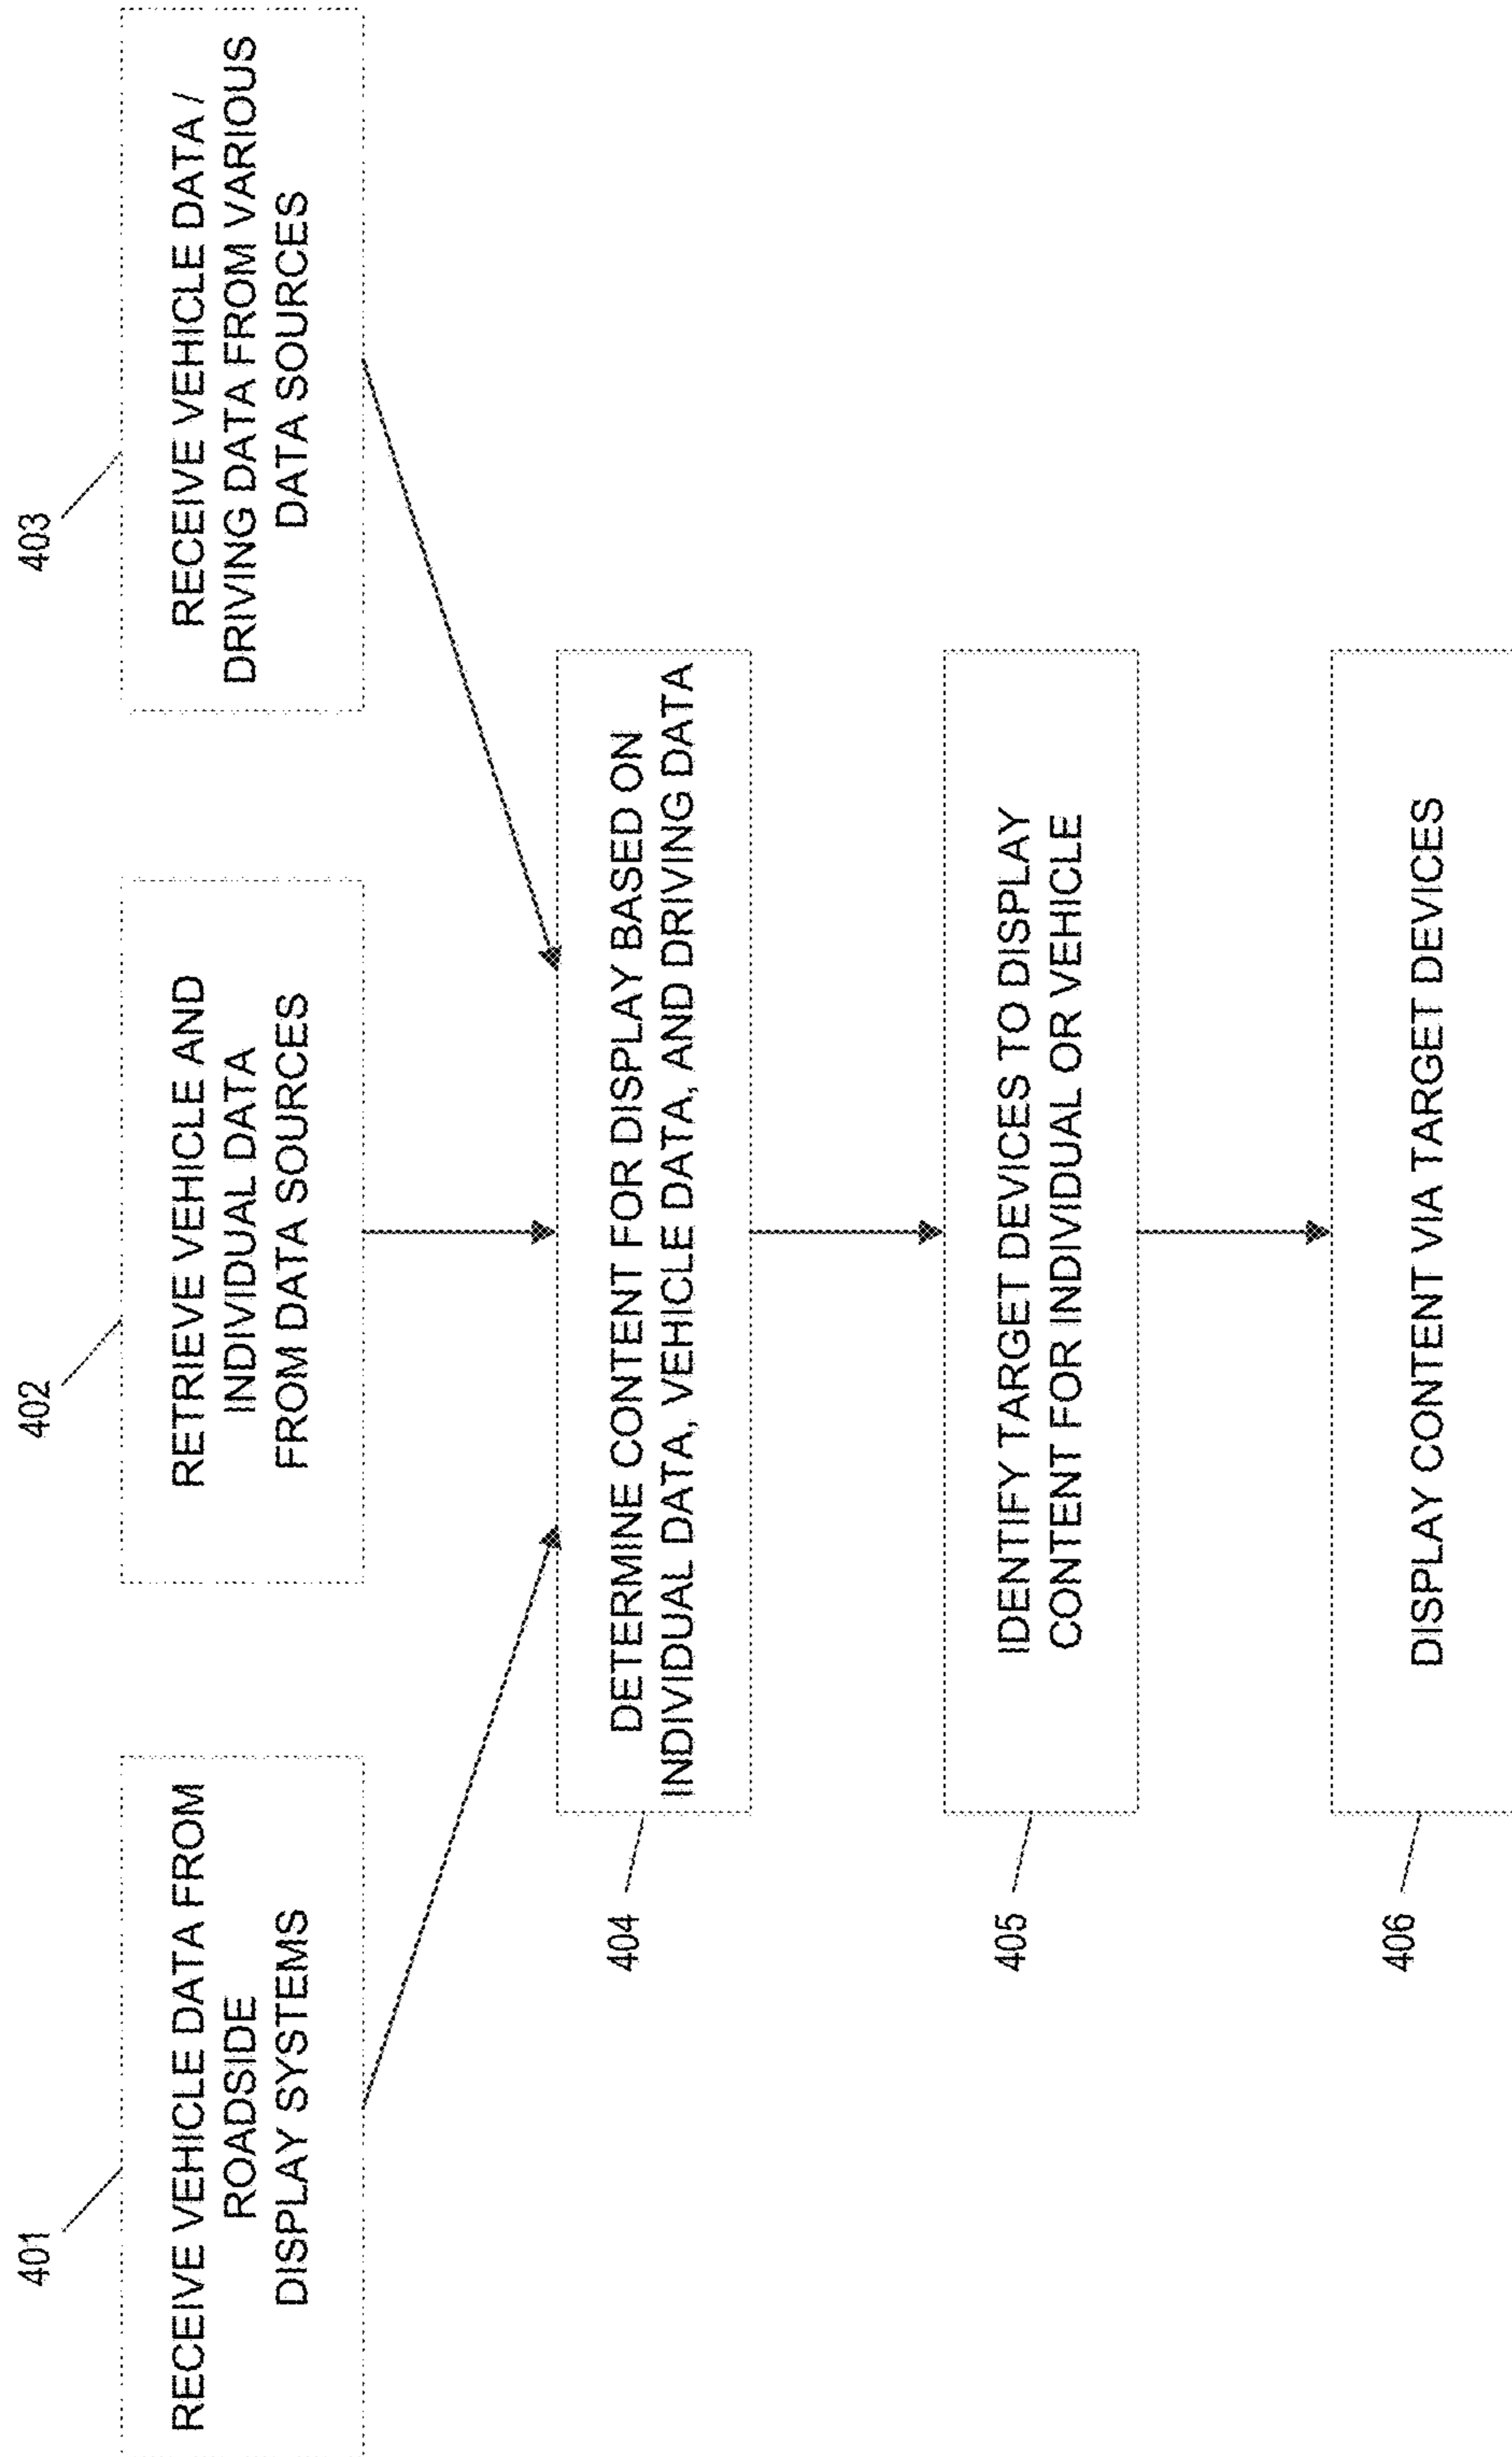 401
RECEIVE VEHICLE DATA FROM
ROADSIDE
DISPLAY SYSTEMS
402
RETRIEVE VEHICLE AND
INDIVIDUAL DATA
FROM DATA SOURCES
403
RECEIVE VEHICLE DATA /
DRIVING DATA FROM VARIOUS
DATA SOURCES
404
DETERMINE CONTENT FOR DISPLAY BASED ON
INDIVIDUAL DATA, VEHICLE DATA, AND DRIVING DATA
405
IDENTIFY TARGET DEVICES TO DISPLAY
CONTENT FOR INDIVIDUAL OR VEHICLE
406
DISPLAY CONTENT VIA TARGET DEVICES